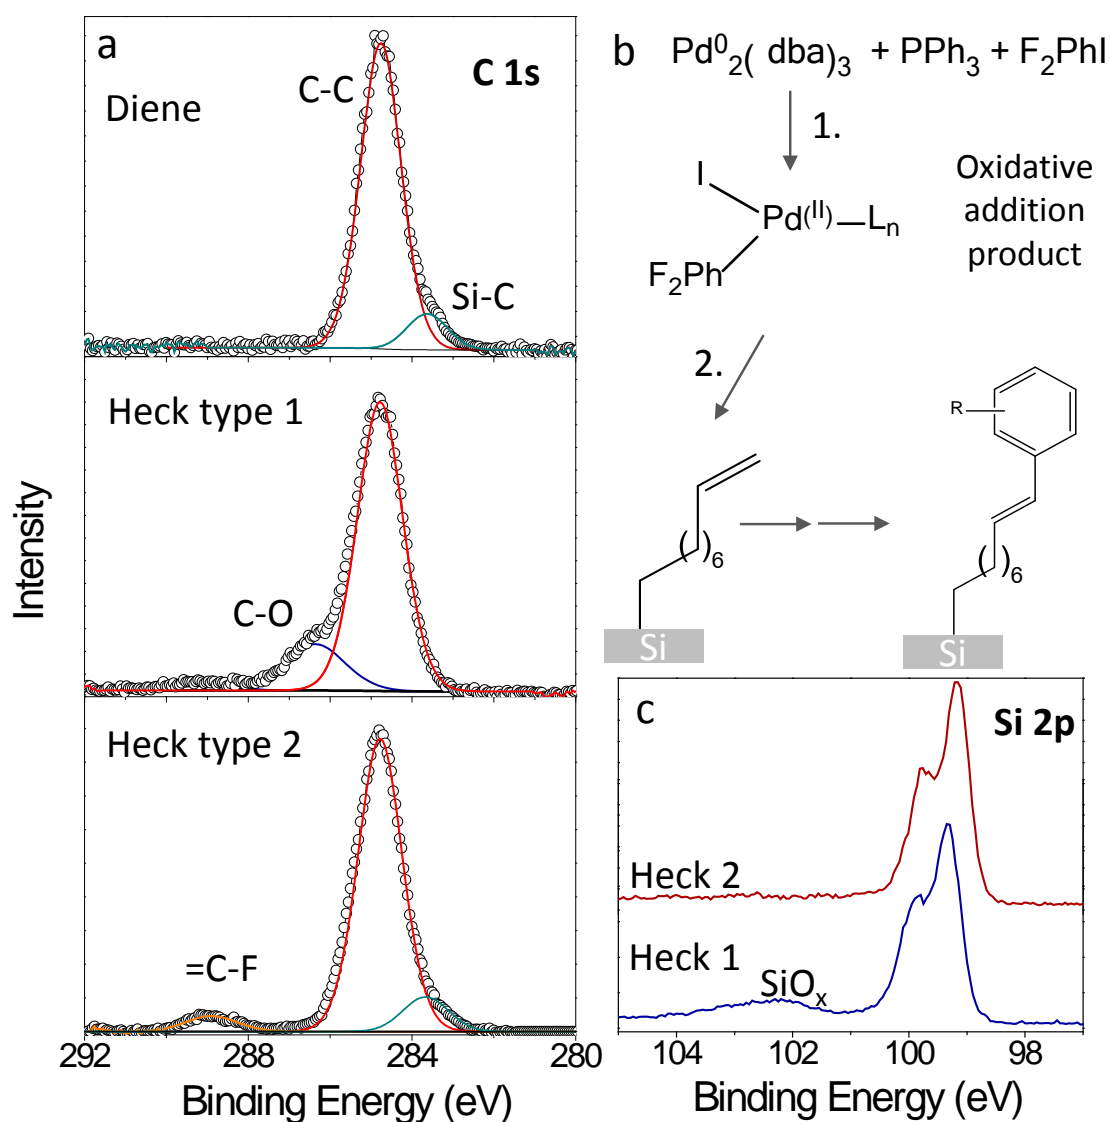 a
C 1s
Diene
C-C
Si-C
Heck type 1
C-O
Heck type 2
=C-F
Intensity
292 288 284 280
Binding Energy (eV)
b Pd⁰₂( dba)₃ + PPh₃ + F₂PhI
1.
I
Pd(II)—Lₙ
F₂Ph
Oxidative
addition
product
2.
R
( )₆
( )₆
Si
Si
c
Si 2p
Heck 2
Heck 1
SiOₓ
104 102 100 98
Binding Energy (eV)